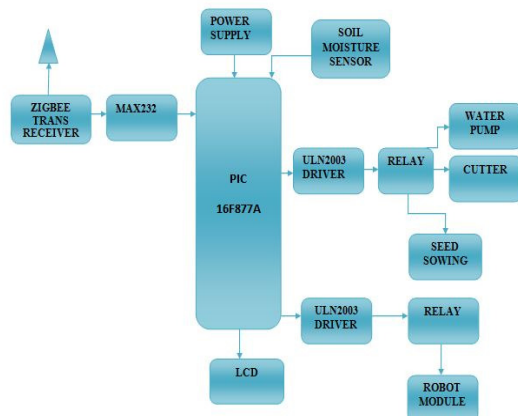 POWER
SUPPLY
SOIL
MOISTURE
SENSOR
ZIGBEE
TRANS
RECEIVER
MAX232
PIC
16F877A
ULN2003
DRIVER
RELAY
WATER
PUMP
CUTTER
SEED
SOWING
ULN2003
DRIVER
RELAY
LCD
ROBOT
MODULE